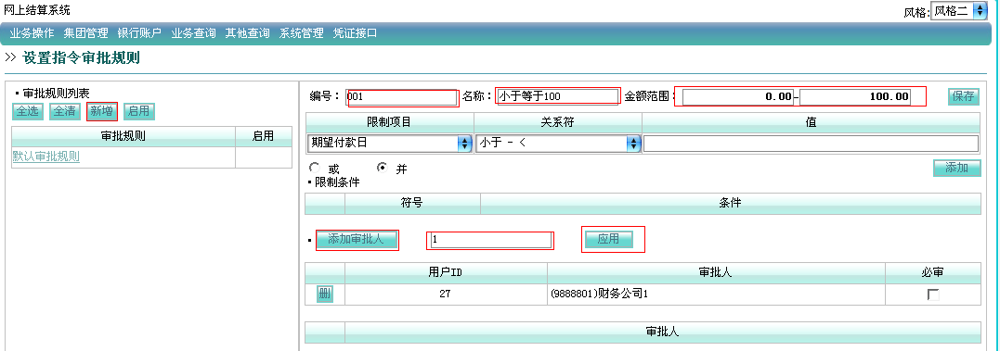 网上结算系统
风格: 风格二
业务操作 集团管理 银行账户 业务查询 其他查询 系统管理 凭证接口
>> 设置指令审批规则
▪ 审批规则列表
全选 全清 新增 启用
审批规则 启用
默认审批规则
编号: 001 名称: 小于等于100 金额范围: 0.00 - 100.00 保存
限制项目 关系符 值
期望付款日 小于 - <
或 并 添加
▪ 限制条件
符号 条件
▪ 添加审批人 1 应用
用户ID 审批人 必审
删 27 (9888801)财务公司1
审批人